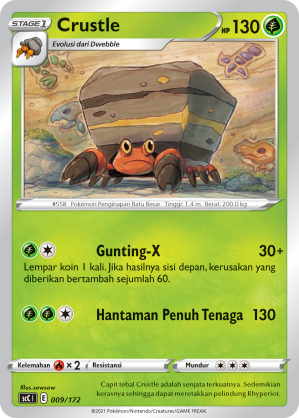 STAGE 1
Crustle
HP 130
Evolusi dari Dwebble
#558 Pokémon Penginapan Batu Besar Tinggi: 1,4 m Berat: 200,0 kg
Gunting-X 30+
Lempar koin 1 kali. Jika hasilnya sisi depan, kerusakan yang
diberikan bertambah sejumlah 60.
Hantaman Penuh Tenaga 130
Kelemahan × 2 Resistansi Mundur
Illus. sowsow
SC1 I E 009/172
Capit tebal Crustle adalah senjata terkuatnya. Sedemikian
kerasnya sehingga dapat meretakkan pelindung Rhyperior.
©2021 Pokémon/Nintendo/Creatures/GAME FREAK